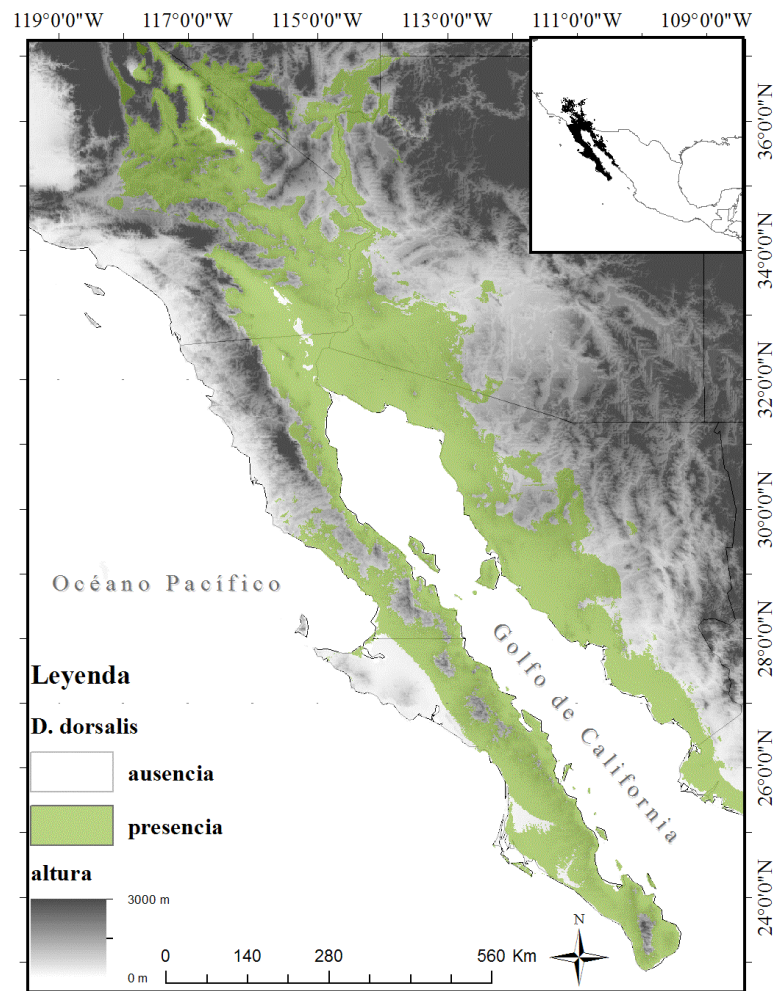 119°0'0"W 117°0'0"W 115°0'0"W 113°0'0"W 111°0'0"W 109°0'0"W
36°0'0"N
34°0'0"N
32°0'0"N
30°0'0"N
28°0'0"N
26°0'0"N
24°0'0"N
Océano Pacífico
Golfo de California
Leyenda
D. dorsalis
ausencia
presencia
altura
3000 m
0 m
0 140 280 560 Km
N